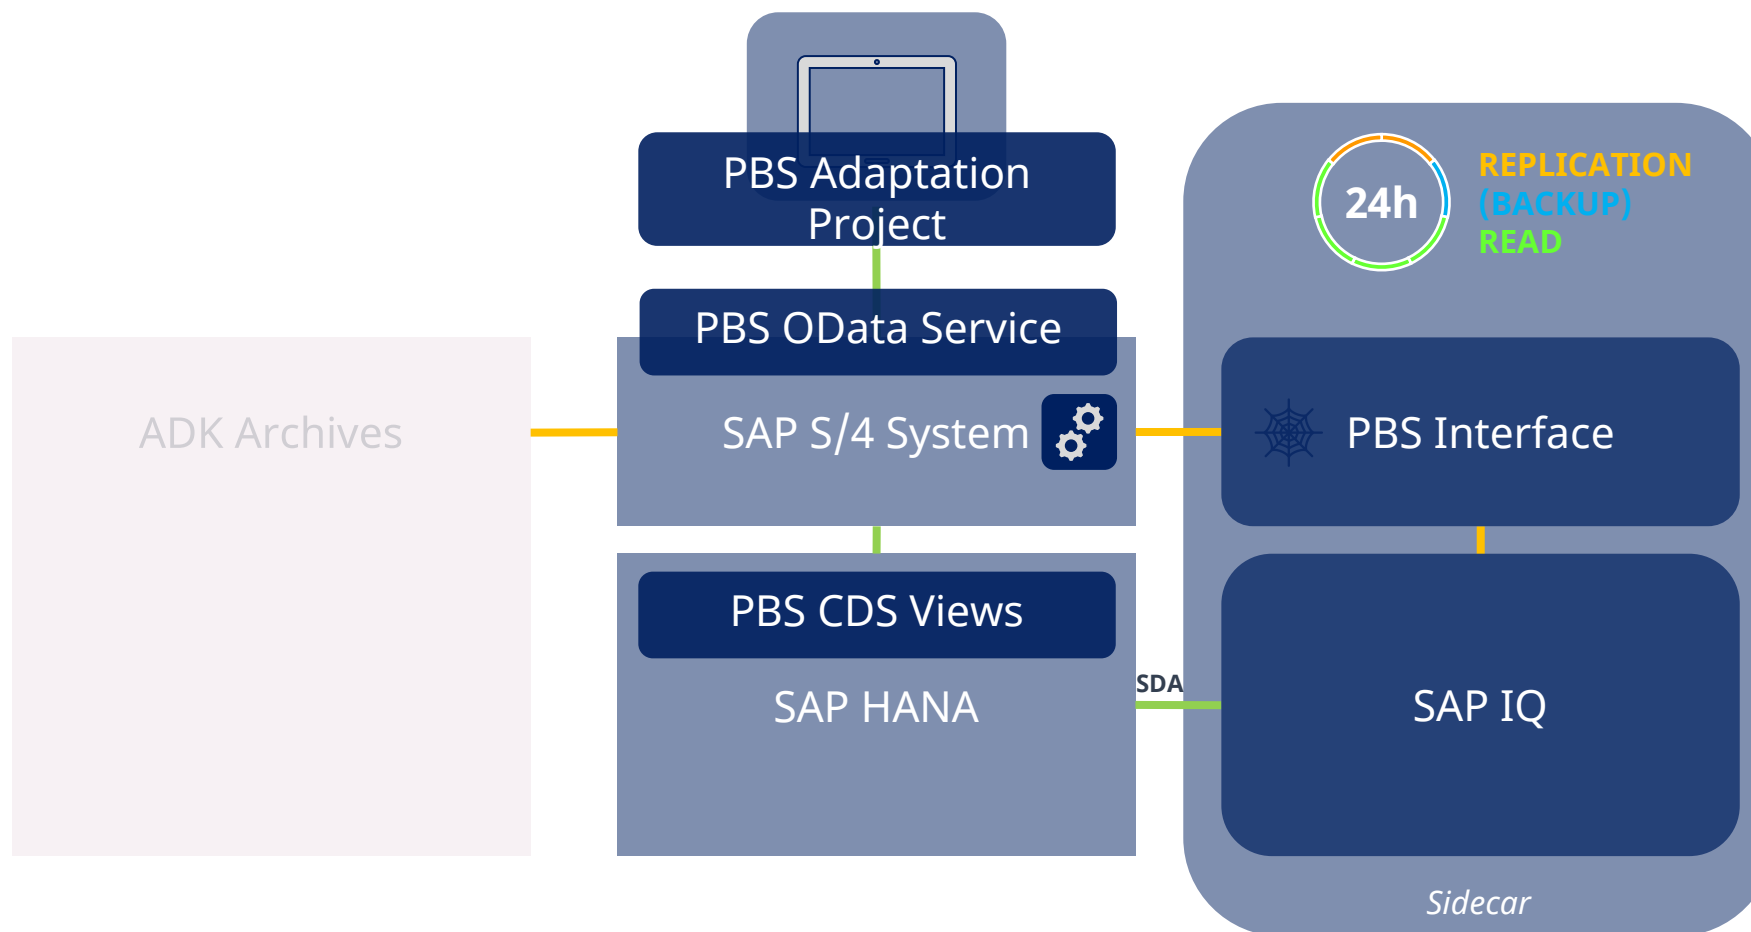 PBS Adaptation
Project
24h
REPLICATION
(BACKUP)
READ
PBS OData Service
ADK Archives
SAP S/4 System
PBS Interface
PBS CDS Views
SDA
SAP HANA
SAP IQ
Sidecar